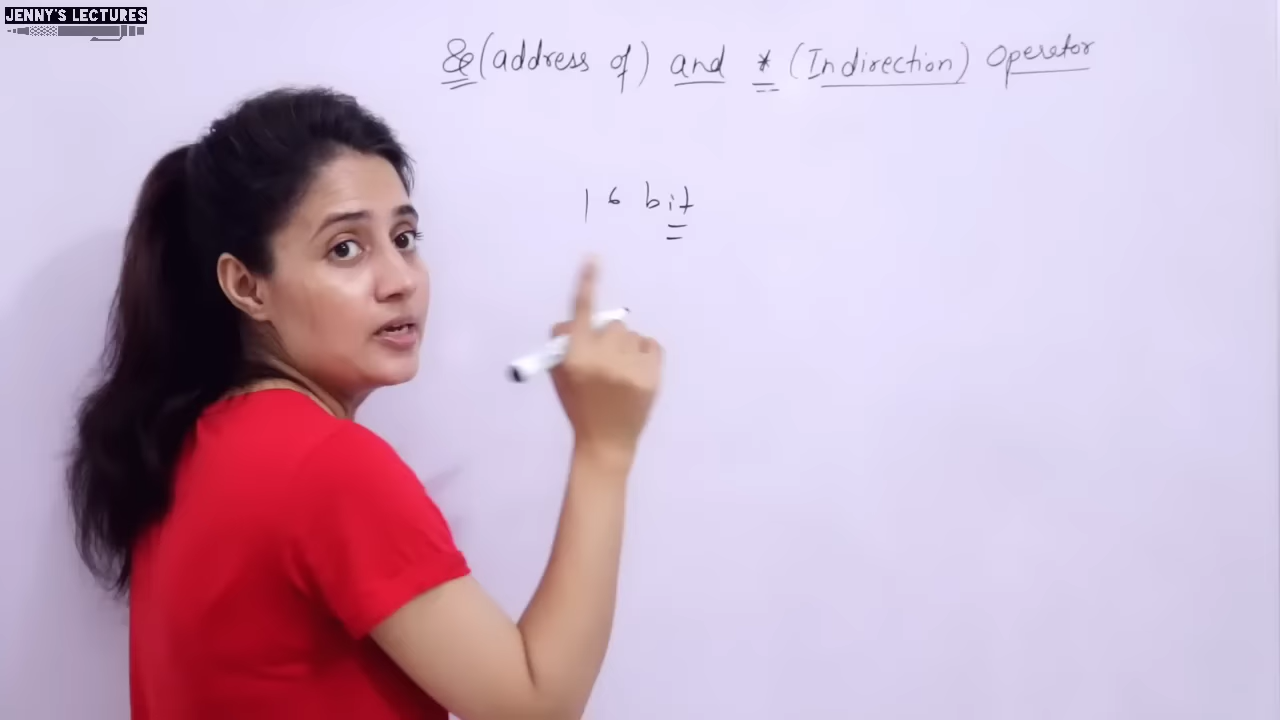 JENNY'S LECTURES
& (address of) and * (Indirection) Operator
16 bit